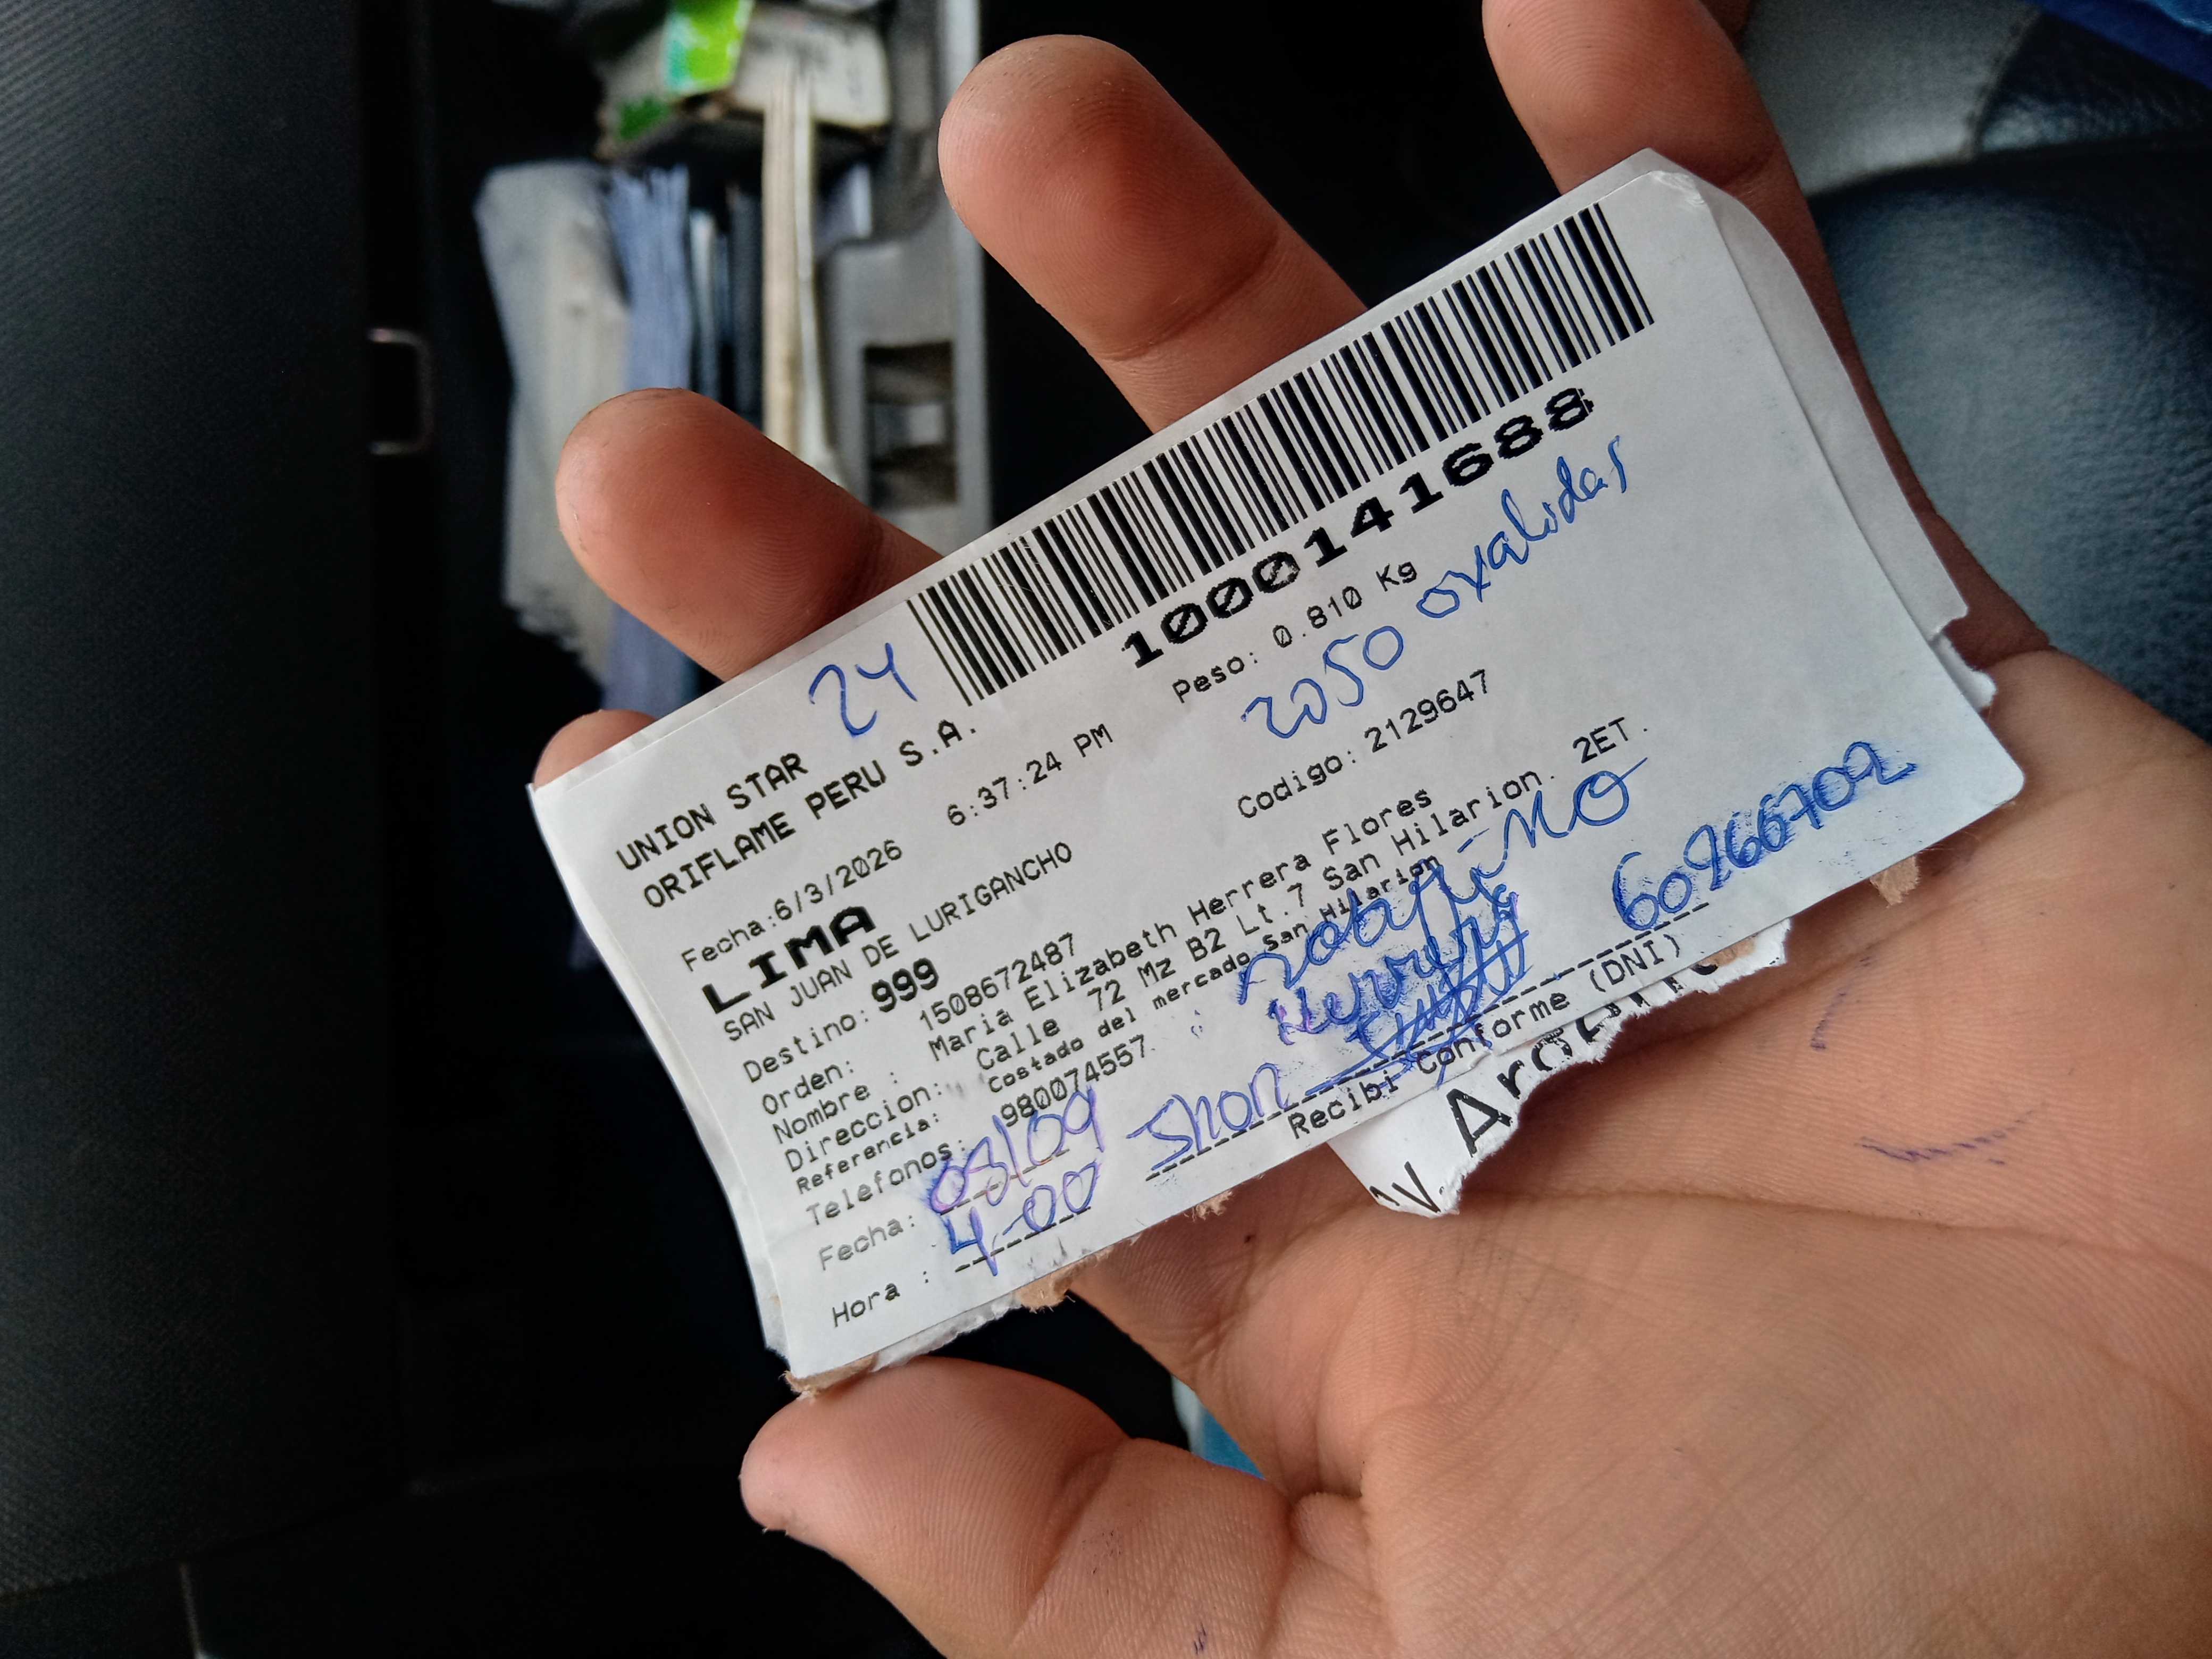 24
UNION STAR
ORIFLAME PERU S.A.
1000141688
Fecha:6/3/2026 6:37:24 PM Peso: 0.810 Kg
2050 oxalidas
LIMA
SAN JUAN DE LURIGANCHO
Destino: 999 Codigo: 2129647
Orden: 1508672487
Nombre : Maria Elizabeth Herrera Flores
Direccion: Calle 72 Mz B2 Lt.7 San Hilarion. 2ET.
Referencia: Costado del mercado San Hilarion
Telefonos: 980074557
Herrera
Fecha: 03/09 Shon 60966702
Hora : 4-00 Recibi Conforme (DNI)